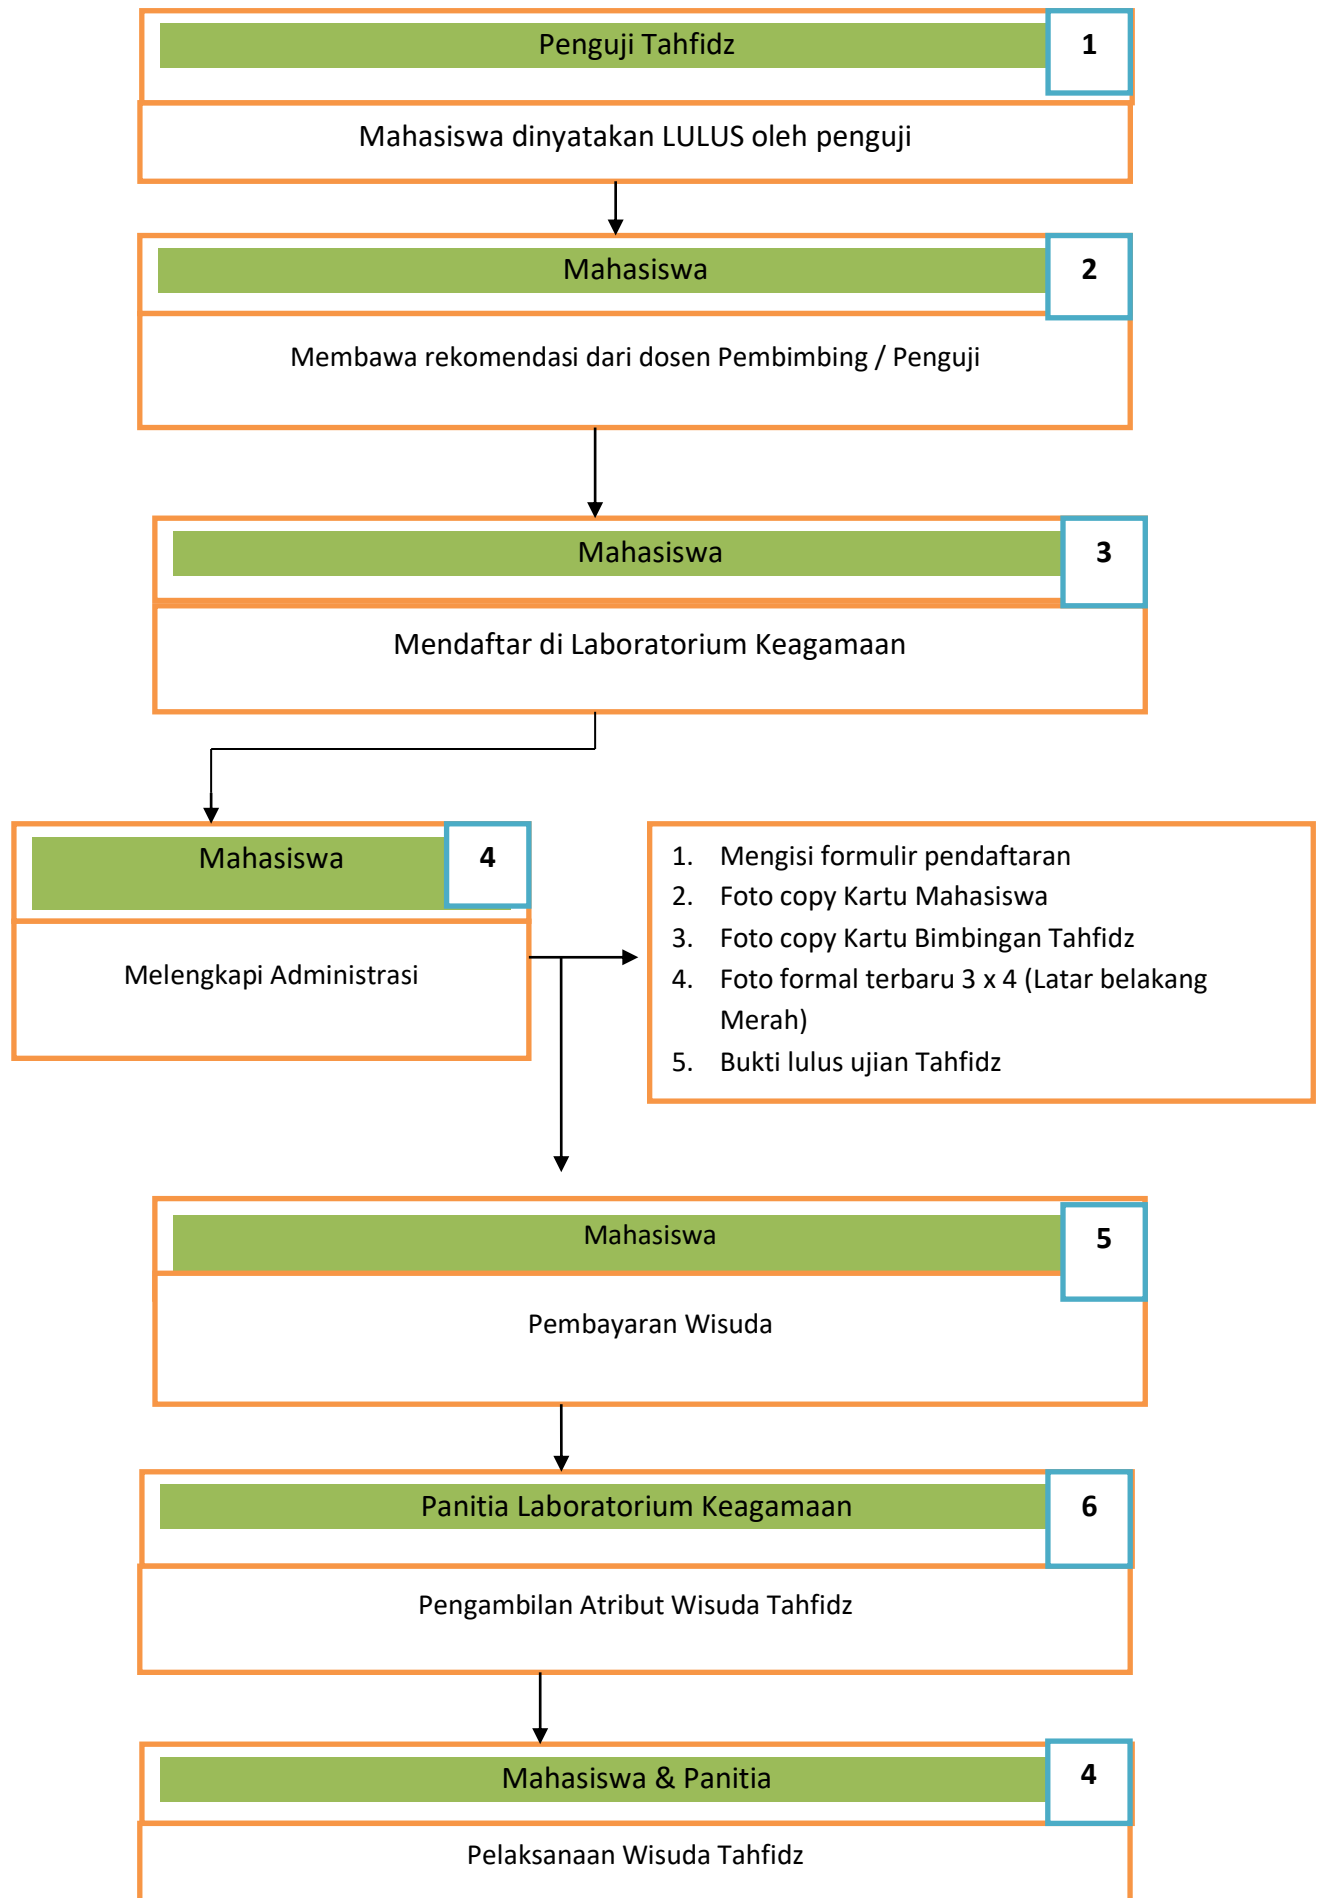 Penguji Tahfidz
1
Mahasiswa dinyatakan LULUS oleh penguji
Mahasiswa
2
Membawa rekomendasi dari dosen Pembimbing / Penguji
Mahasiswa
3
Mendaftar di Laboratorium Keagamaan
Mahasiswa
4
Melengkapi Administrasi
1. Mengisi formulir pendaftaran
2. Foto copy Kartu Mahasiswa
3. Foto copy Kartu Bimbingan Tahfidz
4. Foto formal terbaru 3 x 4 (Latar belakang
Merah)
5. Bukti lulus ujian Tahfidz
Mahasiswa
5
Pembayaran Wisuda
Panitia Laboratorium Keagamaan
6
Pengambilan Atribut Wisuda Tahfidz
Mahasiswa & Panitia
4
Pelaksanaan Wisuda Tahfidz